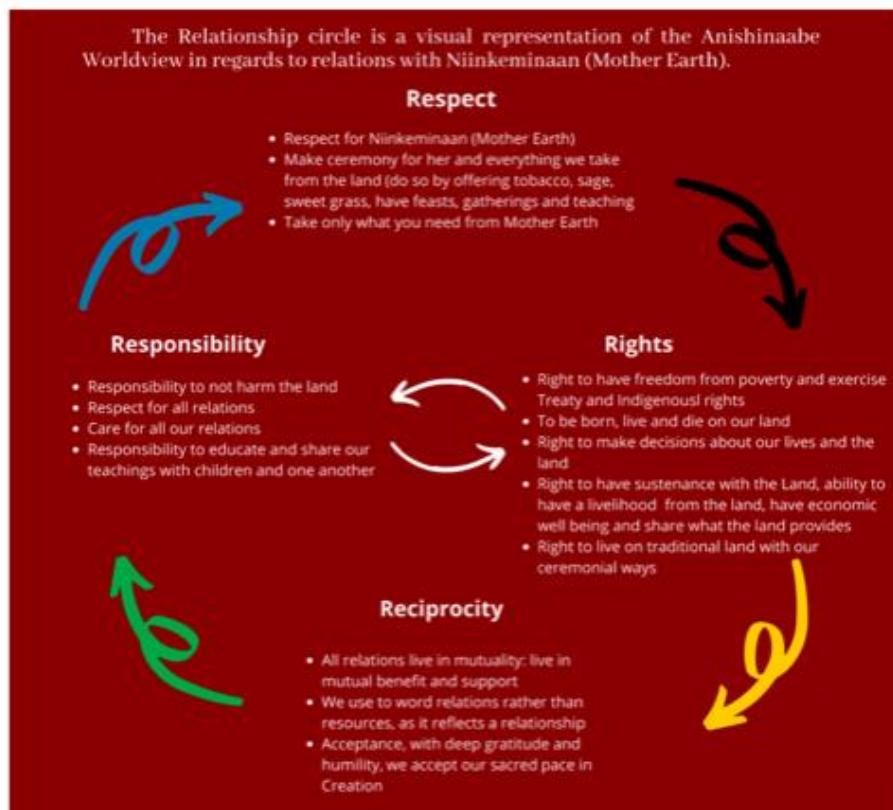 The Relationship circle is a visual representation of the Anishinaabe
Worldview in regards to relations with Niinkeminaan (Mother Earth).
Respect
• Respect for Niinkeminaan (Mother Earth)
• Make ceremony for her and everything we take
from the land (do so by offering tobacco, sage,
sweet grass, have feasts, gatherings and teaching
• Take only what you need from Mother Earth
Responsibility
• Responsibility to not harm the land
• Respect for all relations
• Care for all our relations
• Responsibility to educate and share our
teachings with children and one another
Rights
• Right to have freedom from poverty and exercise
Treaty and Indigenousl rights
• To be born, live and die on our land
• Right to make decisions about our lives and the
land
• Right to have sustenance with the Land, ability to
have a livelihood from the land, have economic
well being and share what the land provides
• Right to live on traditional land with our
ceremonial ways
Reciprocity
• All relations live in mutuality: live in
mutual benefit and support
• We use to word relations rather than
resources, as it reflects a relationship
• Acceptance, with deep gratitude and
humility, we accept our sacred pace in
Creation